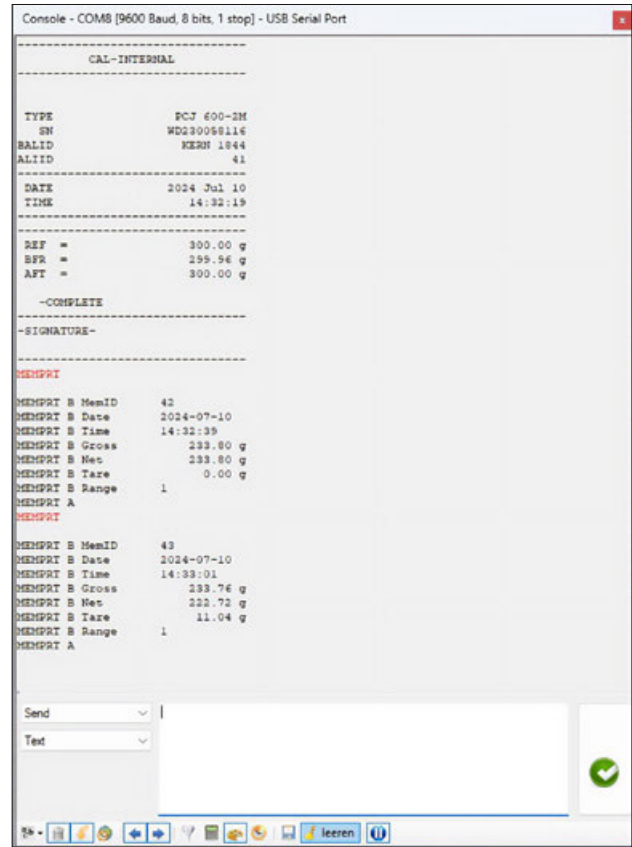 Console - COM8 [9600 Baud, 8 bits, 1 stop] - USB Serial Port
--------------------------------
CAL-INTERNAL
--------------------------------
TYPE PCJ 600-2M
SN WD230058116
BALID KERN 1844
ALIID 41
--------------------------------
DATE 2024 Jul 10
TIME 14:32:19
--------------------------------
--------------------------------
REF = 300.00 g
BFR = 299.96 g
AFT = 300.00 g
-COMPLETE
--------------------------------
-SIGNATURE-
--------------------------------
MEMPRT
MEMPRT B MemID 42
MEMPRT B Date 2024-07-10
MEMPRT B Time 14:32:39
MEMPRT B Gross 233.80 g
MEMPRT B Net 233.80 g
MEMPRT B Tare 0.00 g
MEMPRT B Range 1
MEMPRT A
MEMPRT
MEMPRT B MemID 43
MEMPRT B Date 2024-07-10
MEMPRT B Time 14:33:01
MEMPRT B Gross 233.76 g
MEMPRT B Net 222.72 g
MEMPRT B Tare 11.04 g
MEMPRT B Range 1
MEMPRT A
Send
Text
leeren